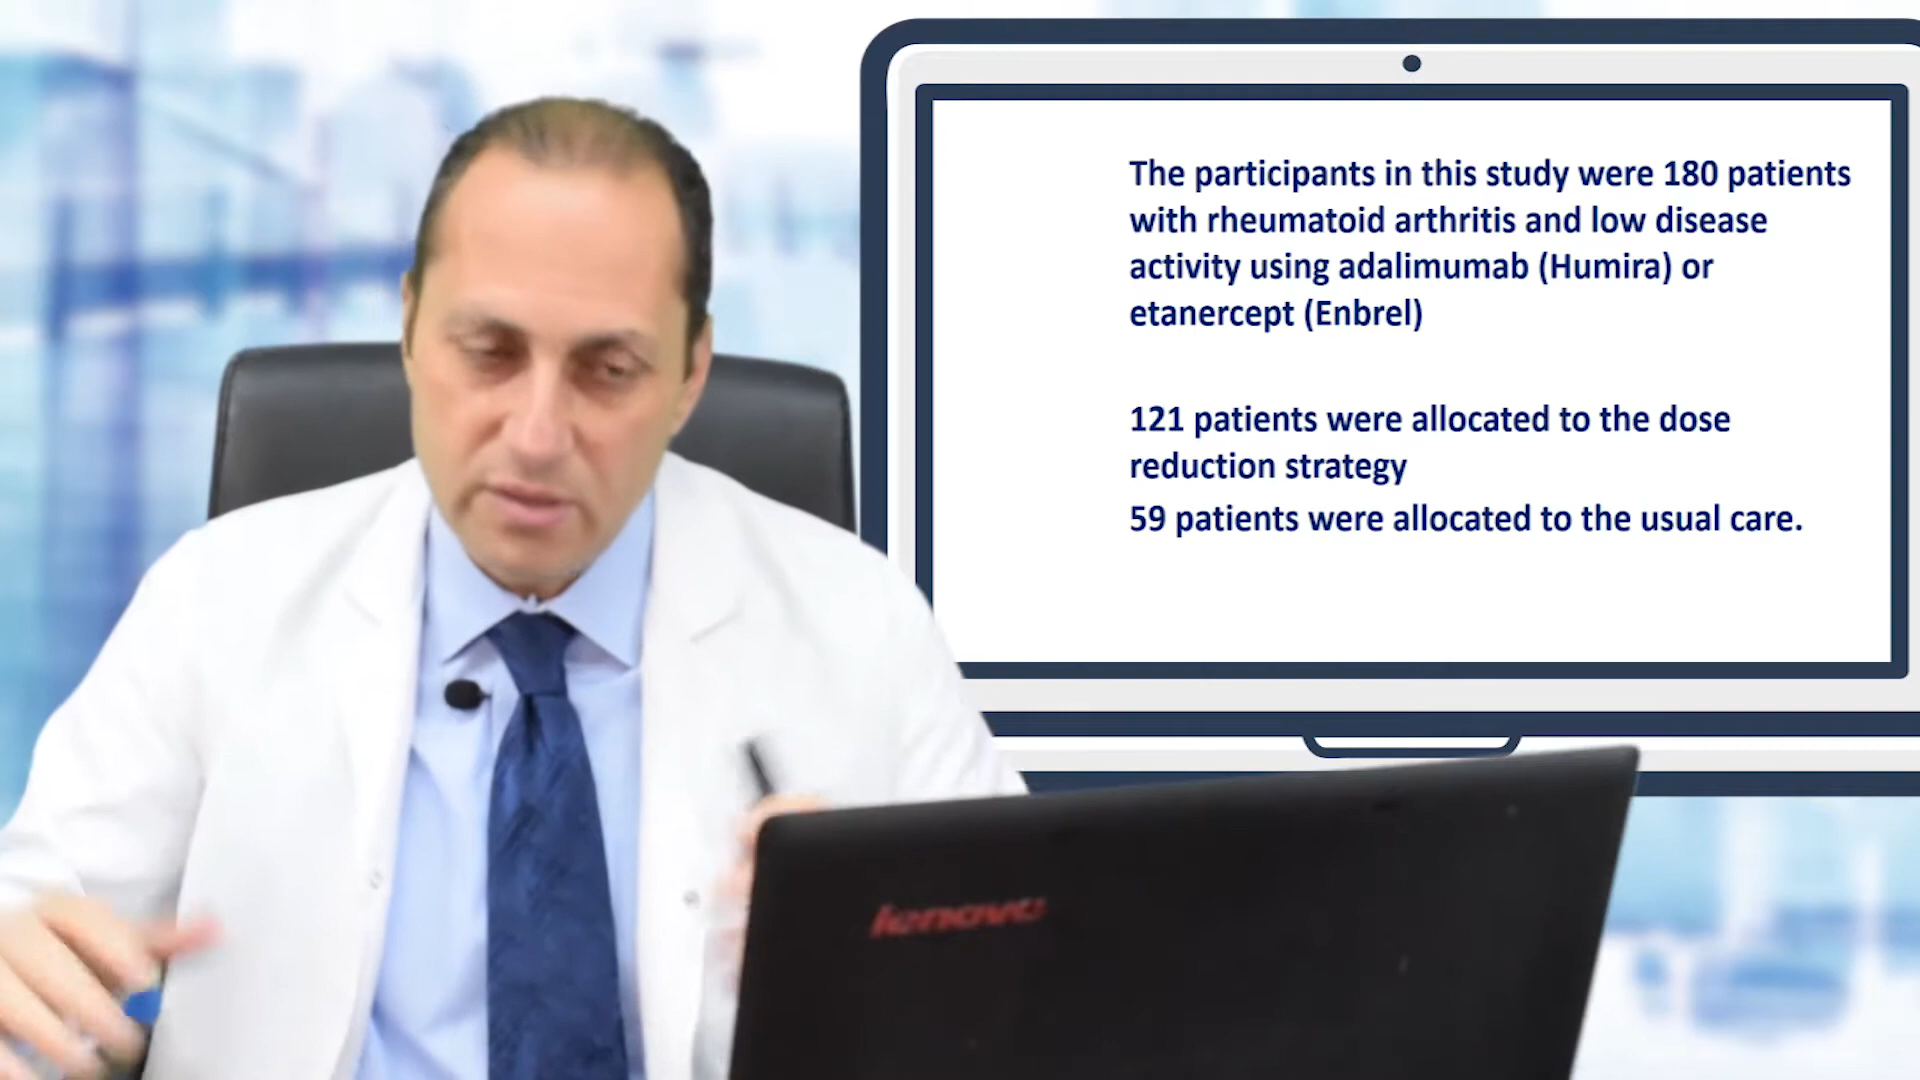 The participants in this study were 180 patients
with rheumatoid arthritis and low disease
activity using adalimumab (Humira) or
etanercept (Enbrel)
121 patients were allocated to the dose
reduction strategy
59 patients were allocated to the usual care.
lenovo